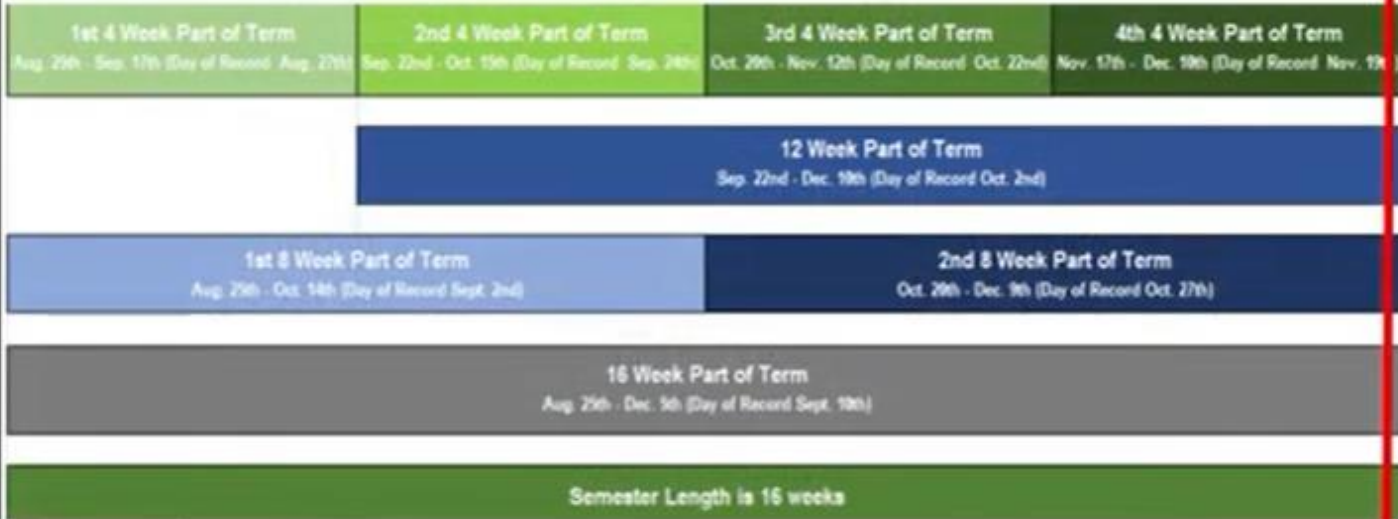 1st 4 Week Part of Term
Aug. 25th - Sep. 17th (Day of Record Aug. 27th)
2nd 4 Week Part of Term
Sep. 22nd - Oct. 15th (Day of Record Sep. 24th)
3rd 4 Week Part of Term
Oct. 20th - Nov. 12th (Day of Record Oct. 22nd)
4th 4 Week Part of Term
Nov. 17th - Dec. 10th (Day of Record Nov. 19t
12 Week Part of Term
Sep. 22nd - Dec. 10th (Day of Record Oct. 2nd)
1st 8 Week Part of Term
Aug. 25th - Oct. 14th (Day of Record Sept. 2nd)
2nd 8 Week Part of Term
Oct. 20th - Dec. 9th (Day of Record Oct. 27th)
16 Week Part of Term
Aug. 25th - Dec. 5th (Day of Record Sept. 10th)
Semester Length is 16 weeks